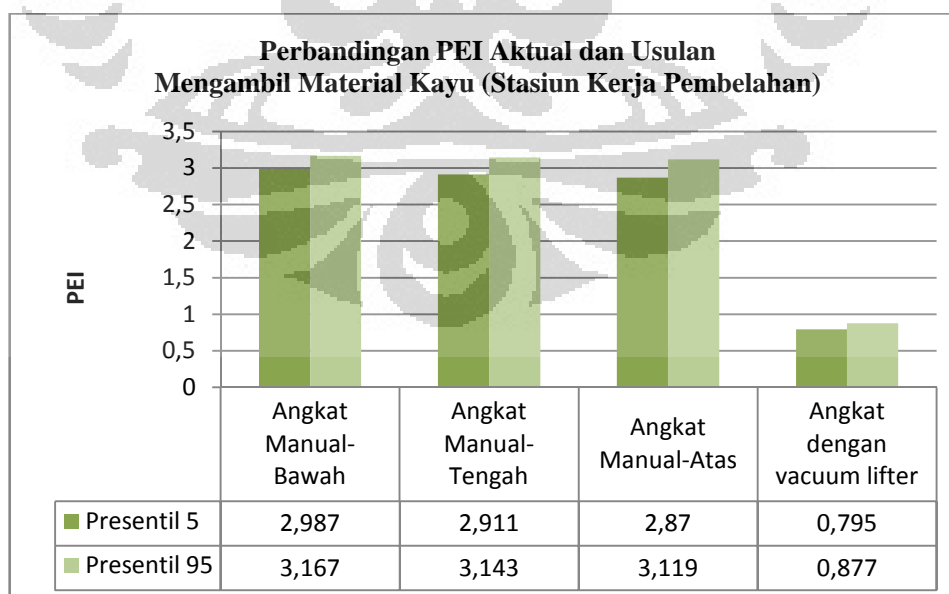 Perbandingan PEI Aktual dan Usulan
Mengambil Material Kayu (Stasiun Kerja Pembelahan)
PEI
3,5
3
2,5
2
1,5
1
0,5
0
Angkat
Manual-
Bawah
Angkat
Manual-
Tengah
Angkat
Manual-Atas
Angkat
dengan
vacuum lifter
Presentil 5 2,987 2,911 2,87 0,795
Presentil 95 3,167 3,143 3,119 0,877